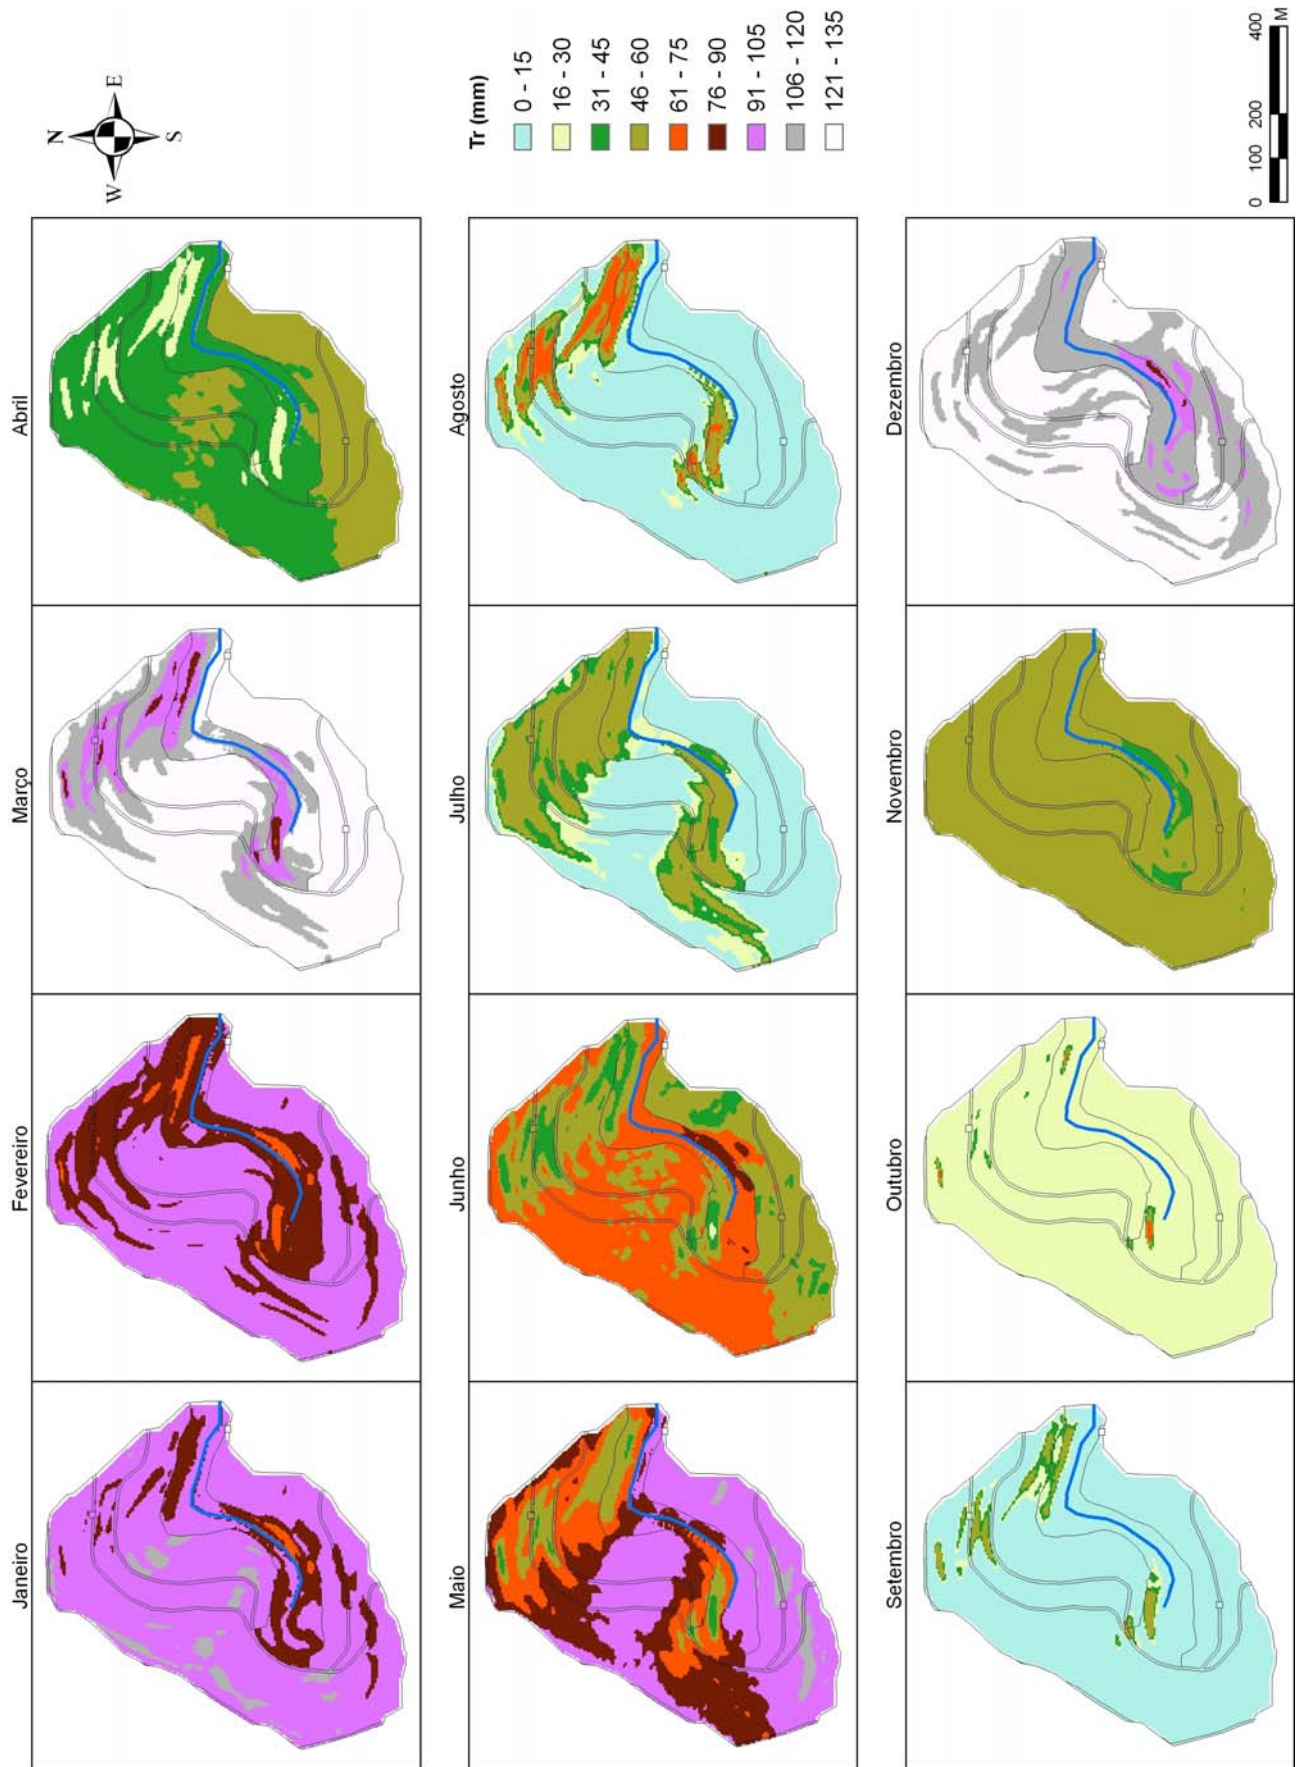 Janeiro
Fevereiro
Março
Abril
Maio
Junho
Julho
Agosto
Setembro
Outubro
Novembro
Dezembro
N
W
E
S
Tr (mm)
0 - 15
16 - 30
31 - 45
46 - 60
61 - 75
76 - 90
91 - 105
106 - 120
121 - 135
0 100 200 400
M